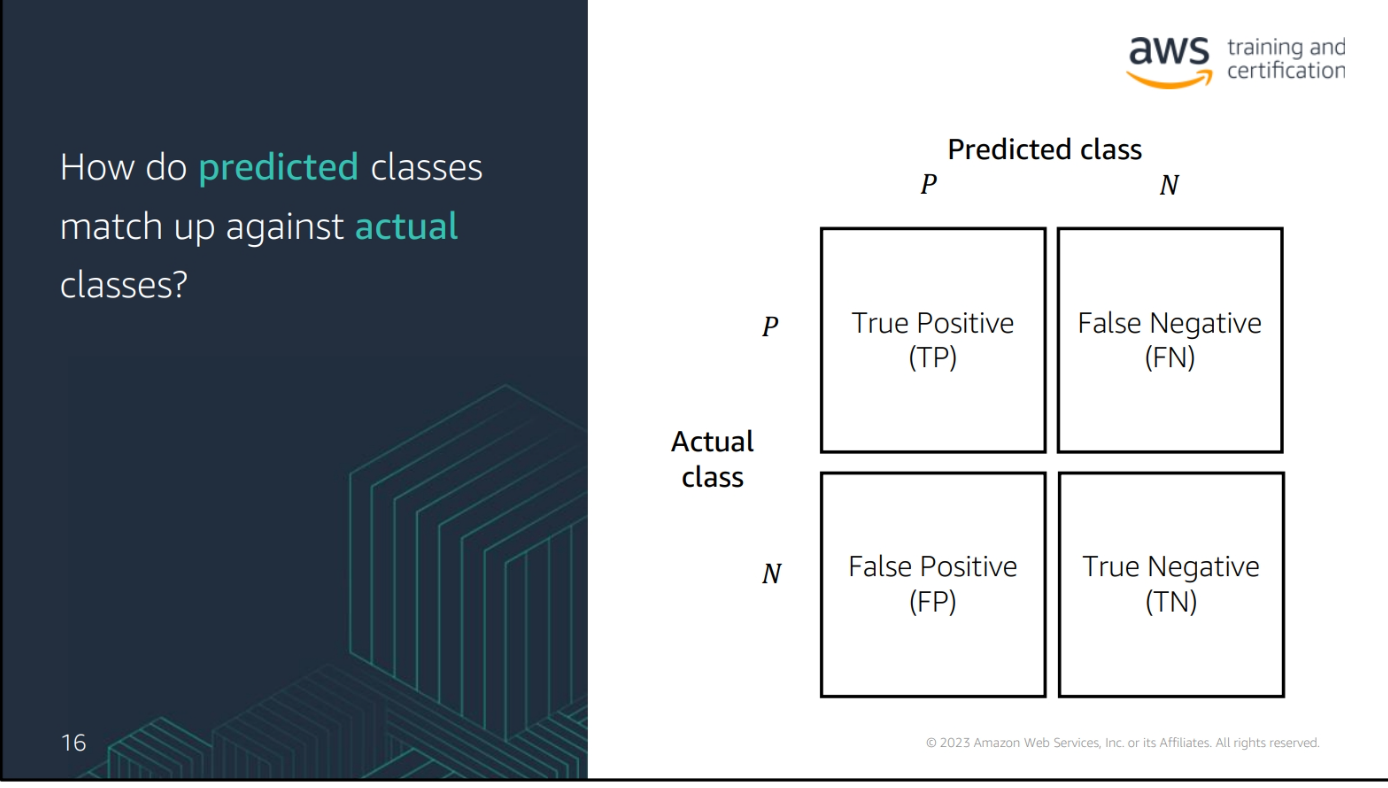 How do predicted classes
match up against actual
classes?
16
aws training and
certification
Predicted class
P N
P
True Positive
(TP)
False Negative
(FN)
Actual
class
N
False Positive
(FP)
True Negative
(TN)
© 2023 Amazon Web Services, Inc. or its Affiliates. All rights reserved.